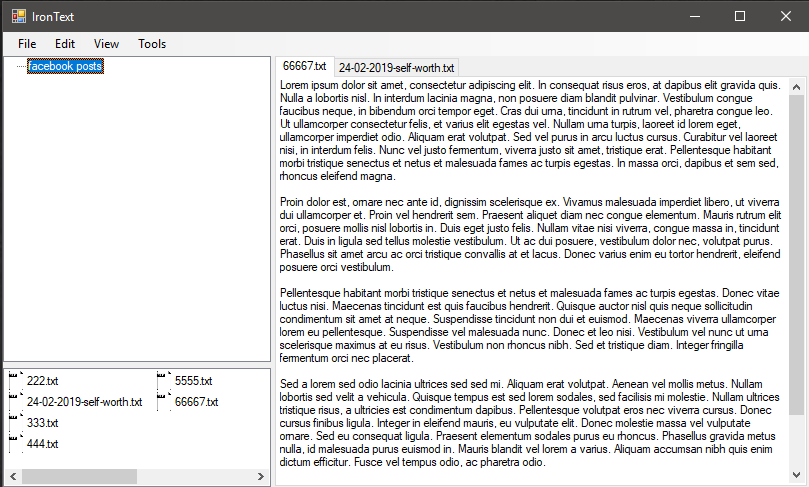 IronText
File Edit View Tools
facebook posts
222.txt 5555.txt
24-02-2019-self-worth.txt 66667.txt
333.txt
444.txt
66667.txt 24-02-2019-self-worth.txt
Lorem ipsum dolor sit amet, consectetur adipiscing elit. In consequat risus eros, at dapibus elit gravida quis.
Nulla a lobortis nisl. In interdum lacinia magna, non posuere diam blandit pulvinar. Vestibulum congue
faucibus neque, in bibendum orci tempor eget. Cras dui urna, tincidunt in rutrum vel, pharetra congue leo.
Ut ullamcorper consectetur felis, et varius elit egestas vel. Nullam urna turpis, laoreet id lorem eget,
ullamcorper imperdiet odio. Aliquam erat volutpat. Sed vel purus in arcu luctus cursus. Curabitur vel laoreet
nisi, in interdum felis. Nunc vel justo fermentum, viverra justo sit amet, tristique erat. Pellentesque habitant
morbi tristique senectus et netus et malesuada fames ac turpis egestas. In massa orci, dapibus et sem sed,
rhoncus eleifend magna.
Proin dolor est, ornare nec ante id, dignissim scelerisque ex. Vivamus malesuada imperdiet libero, ut viverra
dui ullamcorper et. Proin vel hendrerit sem. Praesent aliquet diam nec congue elementum. Mauris rutrum elit
orci, posuere mollis nisl lobortis in. Duis eget justo felis. Nullam vitae nisi viverra, congue massa in, tincidunt
erat. Duis in ligula sed tellus molestie vestibulum. Ut ac dui posuere, vestibulum dolor nec, volutpat purus.
Phasellus sit amet arcu ac orci tristique convallis at et lacus. Donec varius enim eu tortor hendrerit, eleifend
posuere orci vestibulum.
Pellentesque habitant morbi tristique senectus et netus et malesuada fames ac turpis egestas. Donec vitae
luctus nisi. Maecenas tincidunt est quis faucibus hendrerit. Quisque auctor nisl quis neque sollicitudin
condimentum sit amet at neque. Suspendisse tincidunt non dui et euismod. Maecenas viverra ullamcorper
lorem eu pellentesque. Suspendisse vel malesuada nunc. Donec et leo nisi. Vestibulum vel nunc ut urna
scelerisque maximus at eu risus. Vestibulum non rhoncus nibh. Sed et tristique diam. Integer fringilla
fermentum orci nec placerat.
Sed a lorem sed odio lacinia ultrices sed sed mi. Aliquam erat volutpat. Aenean vel mollis metus. Nullam
lobortis sed velit a vehicula. Quisque tempus est sed lorem sodales, sed facilisis mi molestie. Nullam ultrices
tristique risus, a ultricies est condimentum dapibus. Pellentesque volutpat eros nec viverra cursus. Donec
cursus finibus ligula. Integer in eleifend mauris, eu vulputate elit. Donec molestie massa vel vulputate
ornare. Sed eu consequat ligula. Praesent elementum sodales purus eu rhoncus. Phasellus gravida metus
nulla, id malesuada purus euismod in. Mauris blandit vel lorem a varius. Aliquam accumsan nibh quis enim
dictum efficitur. Fusce vel tempus odio, ac pharetra odio.